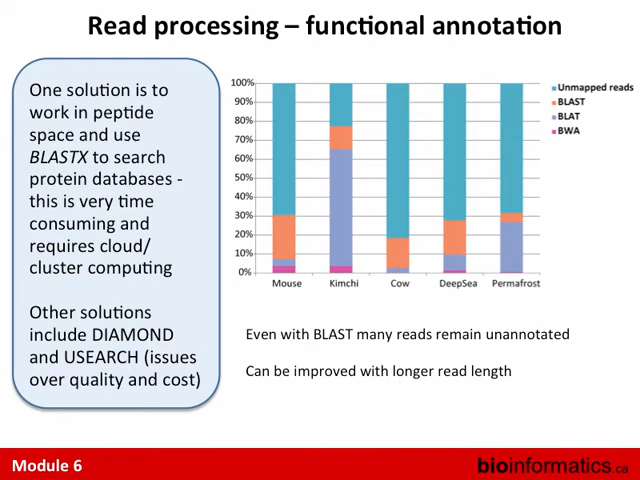 Read processing – functional annotation
One solution is to
work in peptide
space and use
BLASTX to search
protein databases -
this is very time
consuming and
requires cloud/
cluster computing
Other solutions
include DIAMOND
and USEARCH (issues
over quality and cost)
100%
90%
80%
70%
60%
50%
40%
30%
20%
10%
0%
Mouse Kimchi Cow DeepSea Permafrost
Unmapped reads
BLAST
BLAT
BWA
Even with BLAST many reads remain unannotated
Can be improved with longer read length
Module 6
bioinformatics.ca